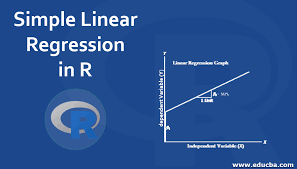 Simple Linear
Regression
in R
R
Y
Linear Regression Graph
dependent Variable (Y)
1 Unit
A
X
Independent Variable (X)
www.educba.com